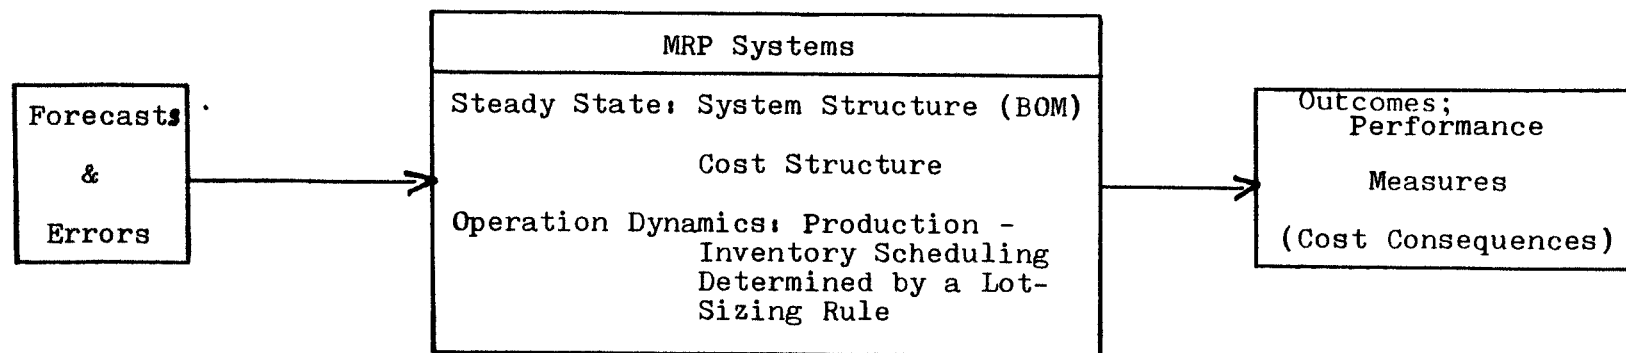 Forecasts
&
Errors
MRP Systems
Steady State: System Structure (BOM)
Cost Structure
Operation Dynamics: Production -
Inventory Scheduling
Determined by a Lot-
Sizing Rule
Outcomes;
Performance
Measures
(Cost Consequences)